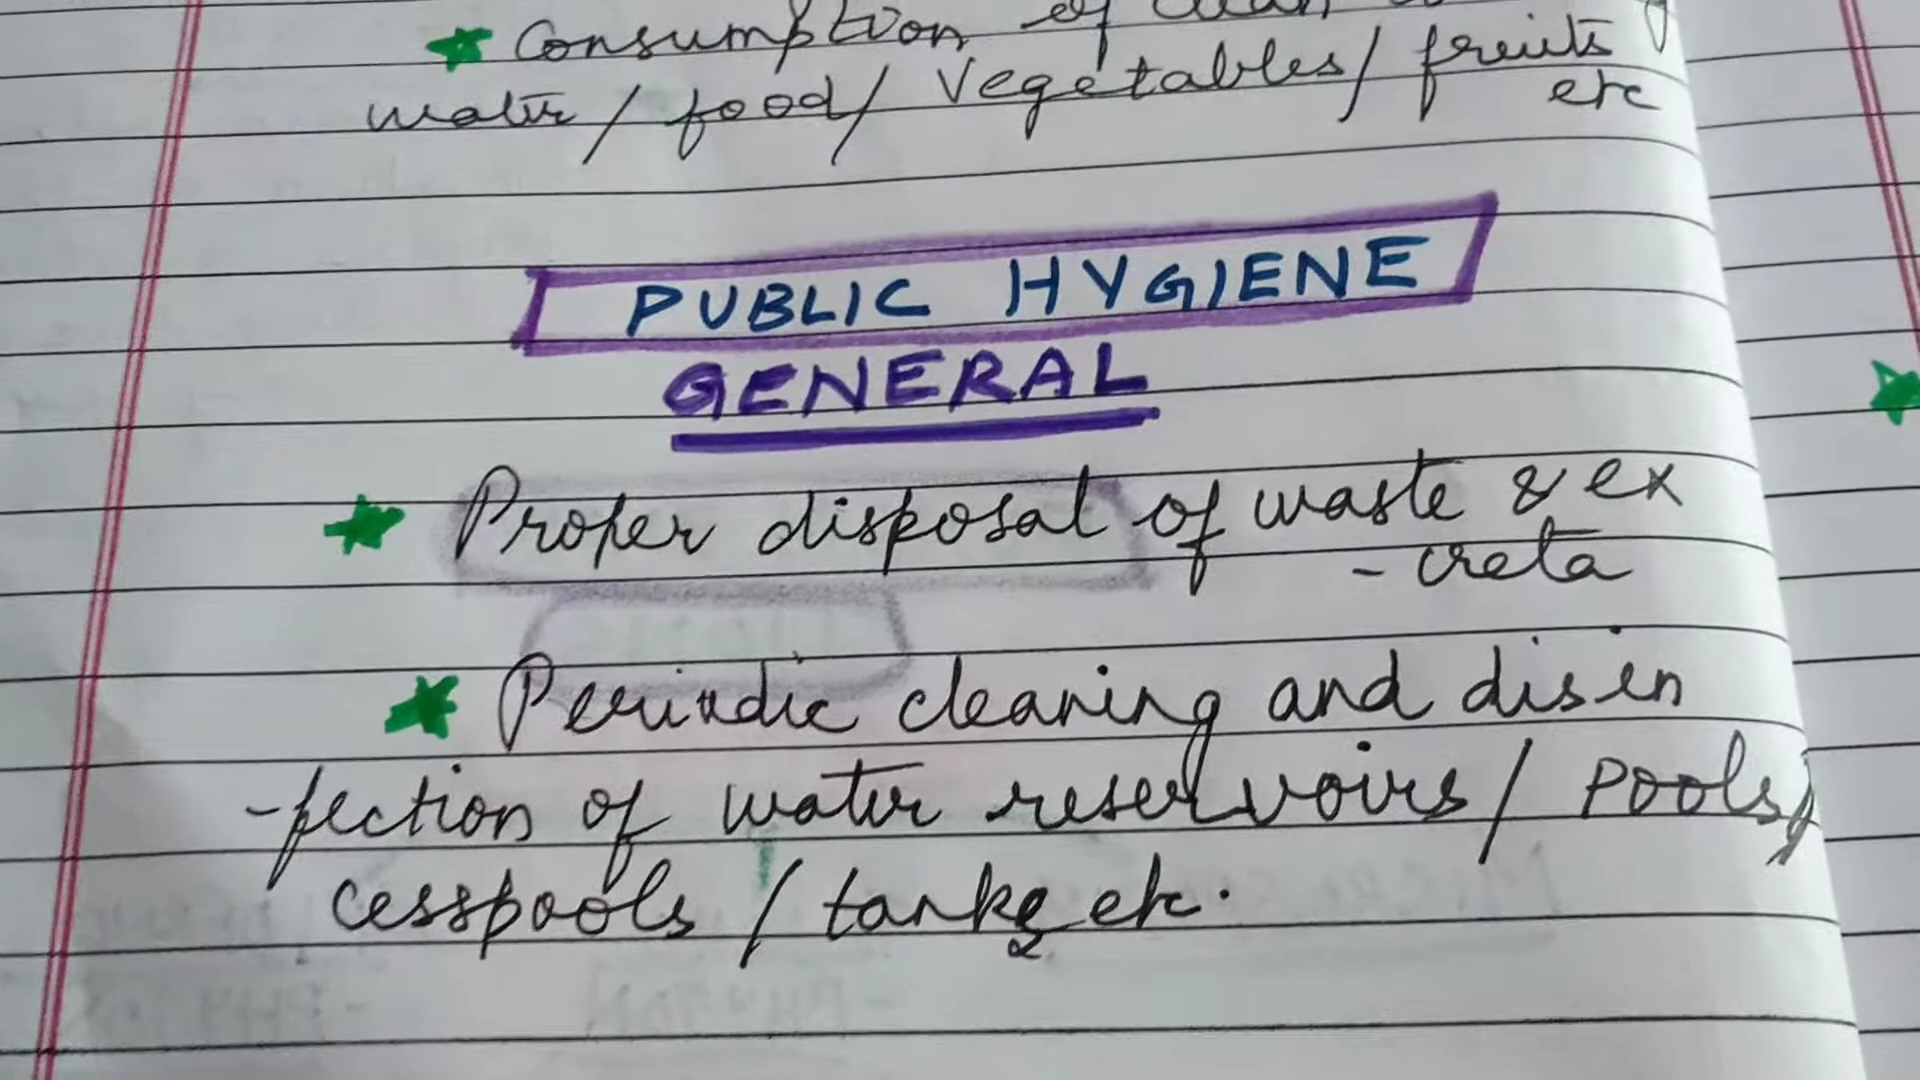 Consumption of clean
water / food / Vegetables / fruits
etc
PUBLIC HYGIENE
GENERAL
Proper disposal of waste & ex
- creta
Periodic cleaning and disin
-fection of water reservoirs / Pools/
cesspools / tanks etc.